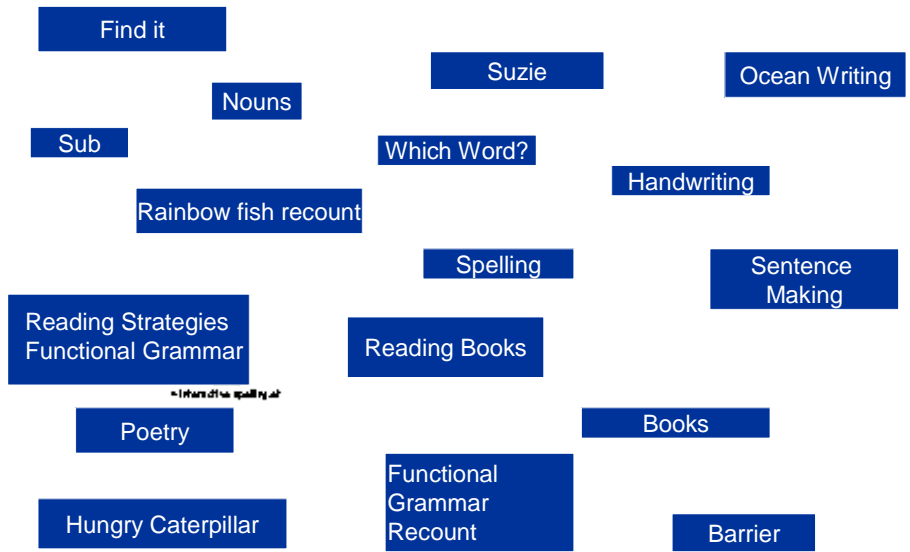 Find it
Suzie
Ocean Writing
Nouns
Sub
Which Word?
Handwriting
Rainbow fish recount
Spelling
Sentence
Making
Reading Strategies
Functional Grammar
Reading Books
Poetry
Books
Functional
Grammar
Recount
Hungry Caterpillar
Barrier